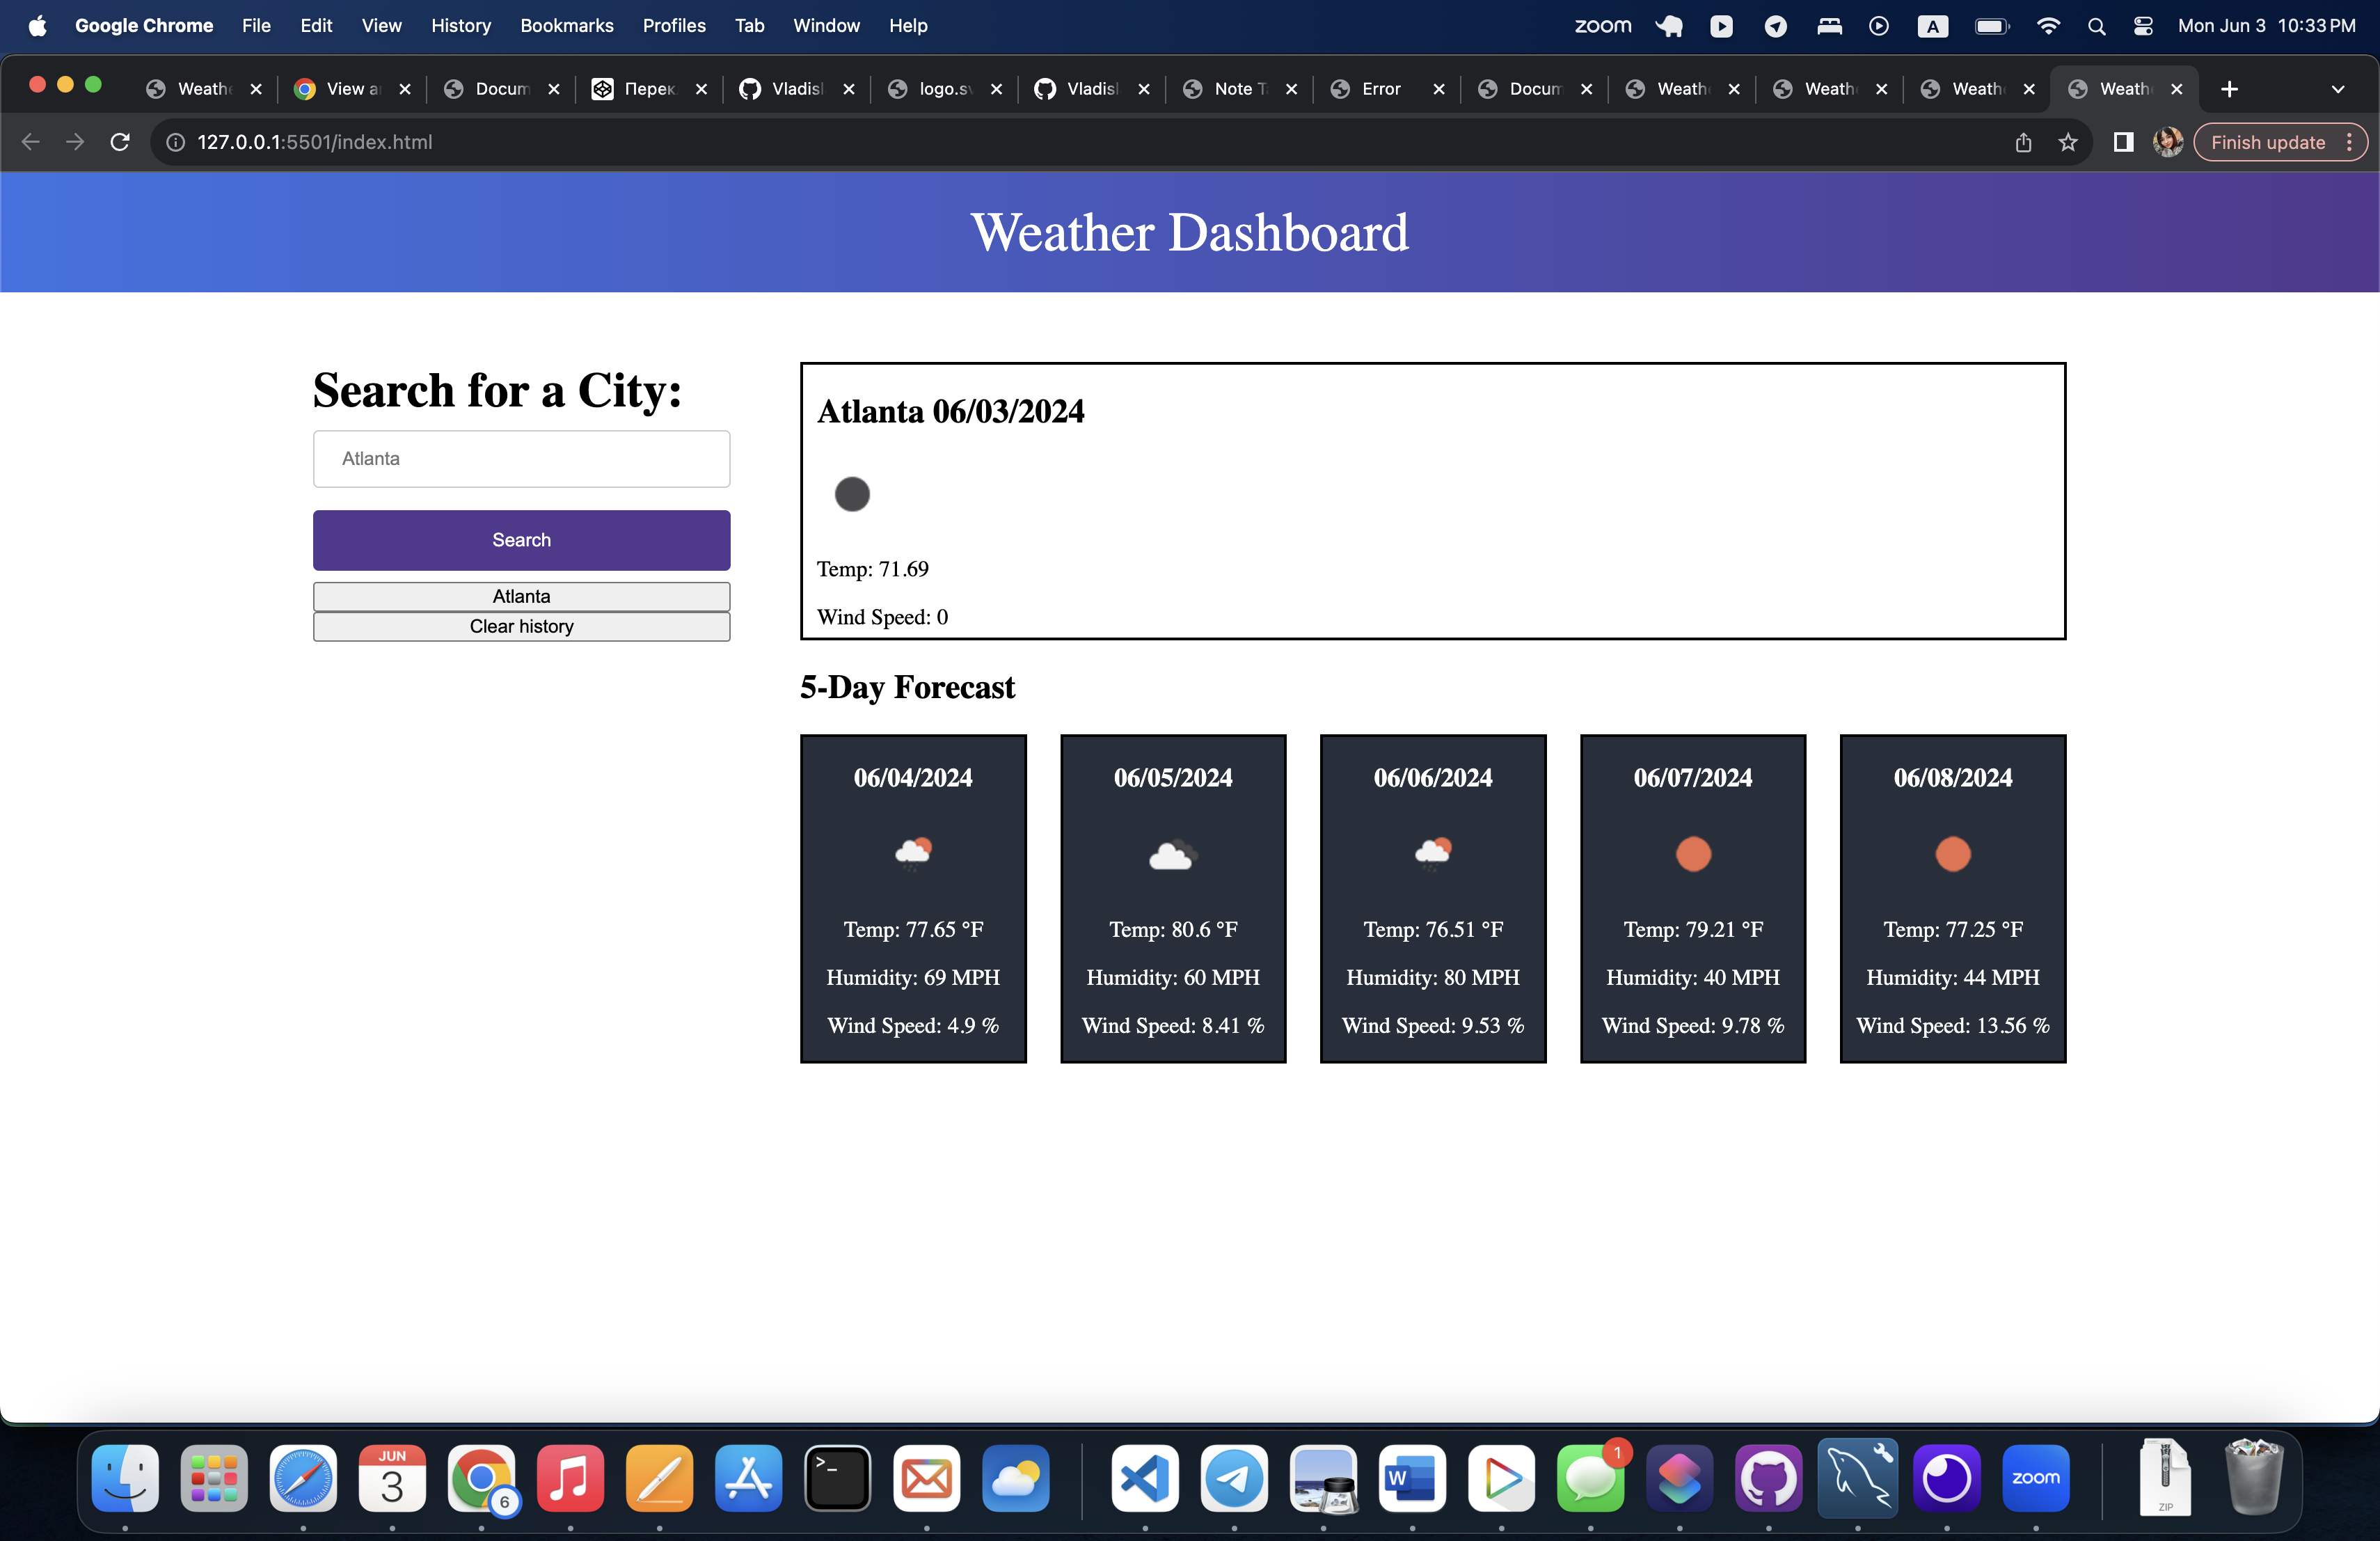 Google Chrome File Edit View History Bookmarks Profiles Tab Window Help zoom A Mon Jun 3 10:33 PM
Weath View a Docum Перек Vladisl logo.sv Vladisl Note T Error Docum Weath Weath Weath Weath
127.0.0.1:5501/index.html Finish update
Weather Dashboard
Search for a City:
Atlanta
Search
Atlanta
Clear history
Atlanta 06/03/2024
Temp: 71.69
Wind Speed: 0
5-Day Forecast
06/04/2024
Temp: 77.65 °F
Humidity: 69 MPH
Wind Speed: 4.9 %
06/05/2024
Temp: 80.6 °F
Humidity: 60 MPH
Wind Speed: 8.41 %
06/06/2024
Temp: 76.51 °F
Humidity: 80 MPH
Wind Speed: 9.53 %
06/07/2024
Temp: 79.21 °F
Humidity: 40 MPH
Wind Speed: 9.78 %
06/08/2024
Temp: 77.25 °F
Humidity: 44 MPH
Wind Speed: 13.56 %
JUN
3
6
>_
W
1
zoom
ZIP